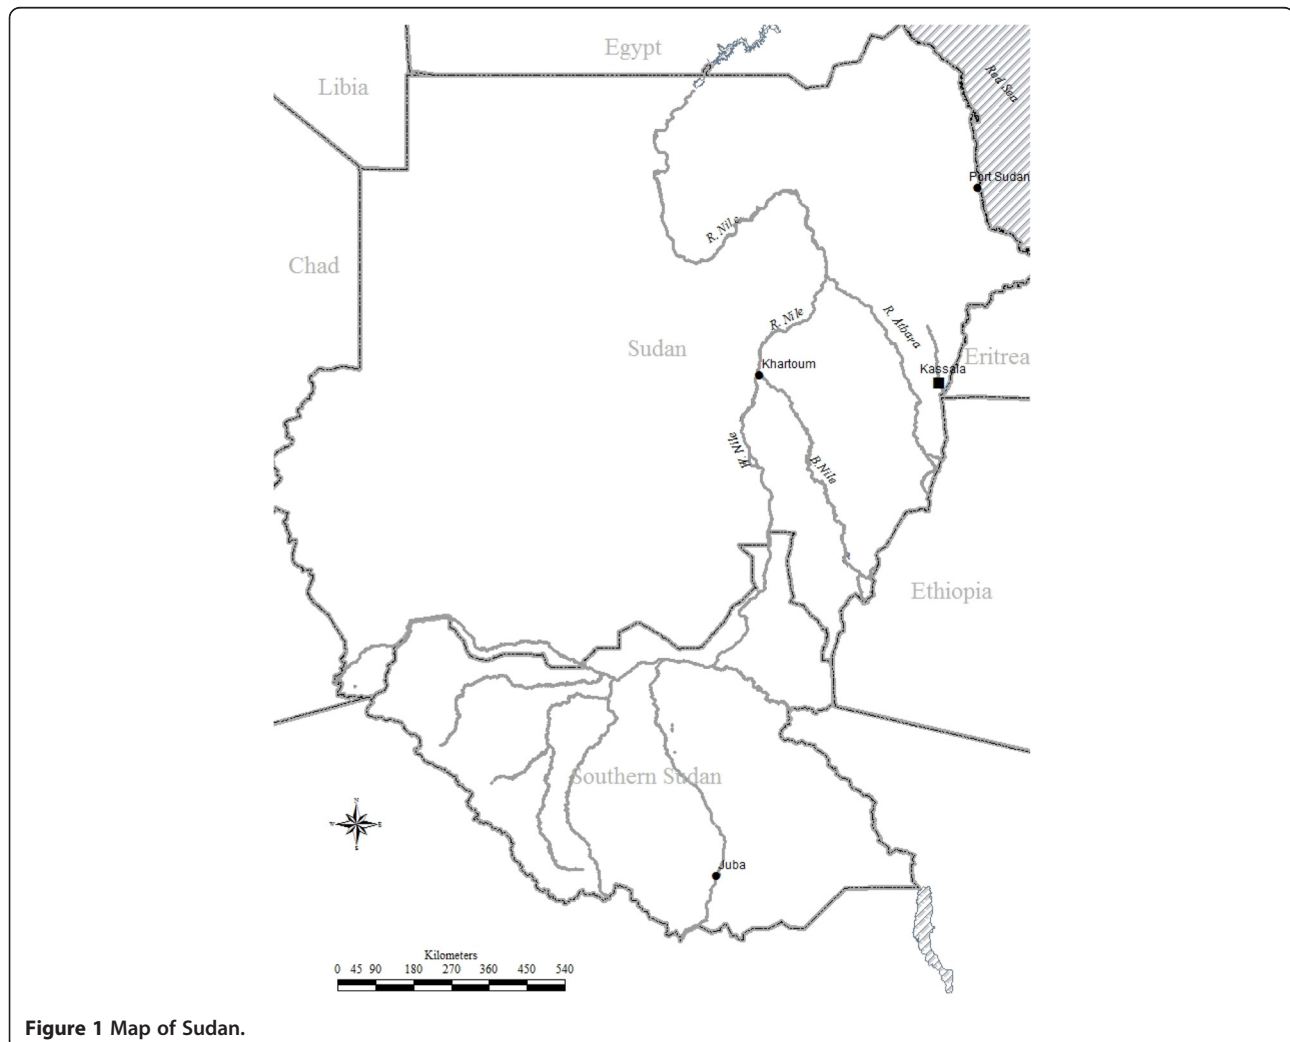 Egypt
Libia
Red Sea
Port Sudan
R. Nile
Chad
R. Nile
R. Atbara
Sudan
Eritrea
Khartoum
Kassala
W. Nile
B.Nile
Ethiopia
Southern Sudan
N
W E
S
Juba
Kilometers
0 45 90 180 270 360 450 540
Figure 1 Map of Sudan.